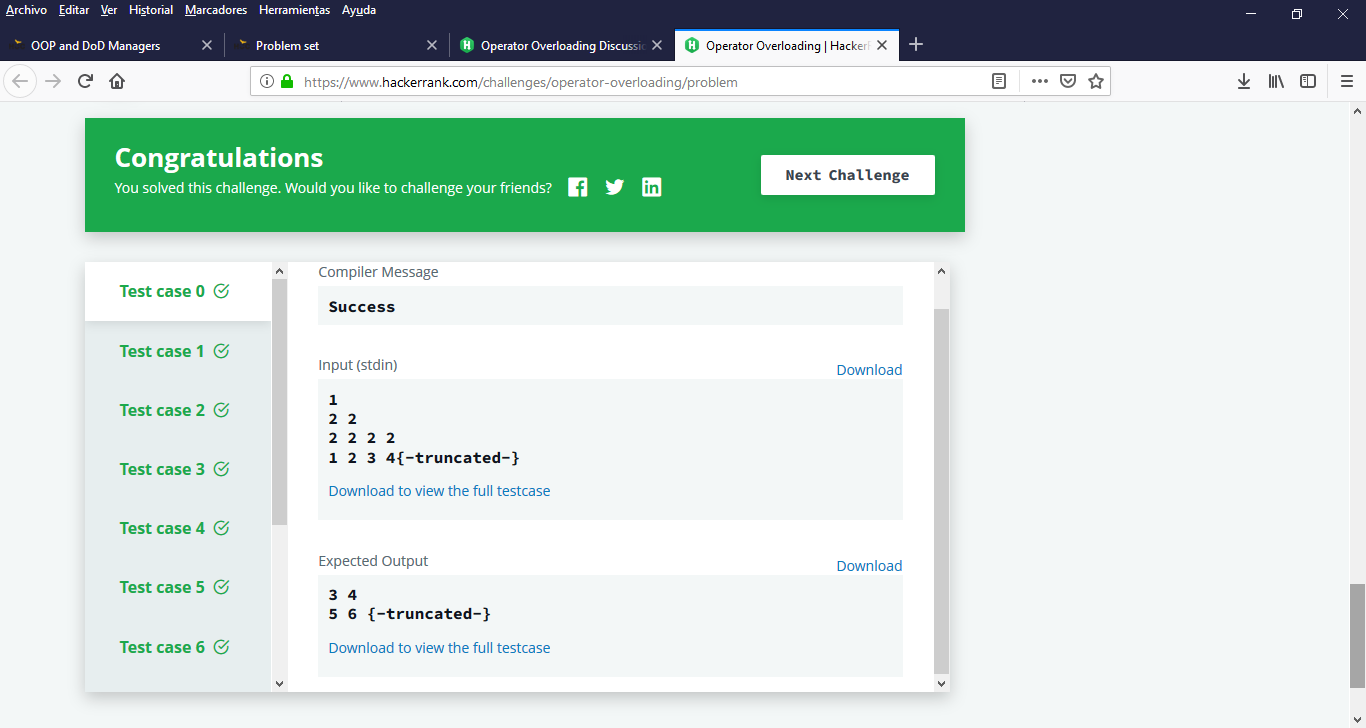 Archivo Editar Ver Historial Marcadores Herramientas Ayuda
OOP and DoD Managers
Problem set
Operator Overloading Discussic
Operator Overloading | Hacker
https://www.hackerrank.com/challenges/operator-overloading/problem
Congratulations
You solved this challenge. Would you like to challenge your friends?
Next Challenge
Test case 0
Test case 1
Test case 2
Test case 3
Test case 4
Test case 5
Test case 6
Compiler Message
Success
Input (stdin)
Download
1
2 2
2 2 2 2
1 2 3 4{-truncated-}
Download to view the full testcase
Expected Output
Download
3 4
5 6 {-truncated-}
Download to view the full testcase